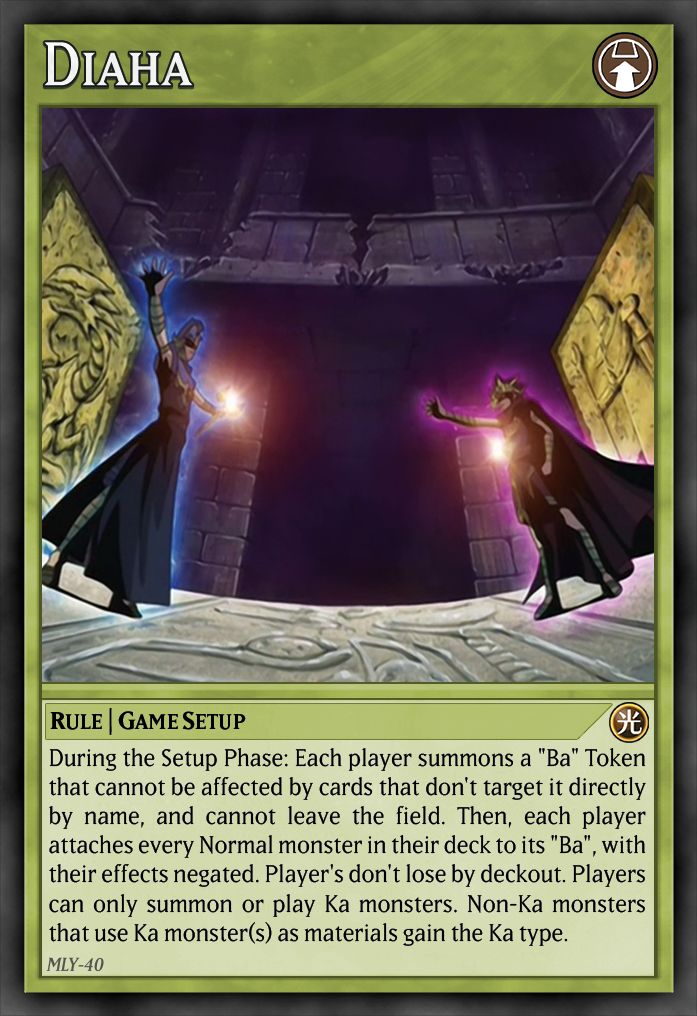 Diaha
Rule | Game Setup
光
During the Setup Phase: Each player summons a "Ba" Token
that cannot be affected by cards that don't target it directly
by name, and cannot leave the field. Then, each player
attaches every Normal monster in their deck to its "Ba", with
their effects negated. Player's don't lose by deckout. Players
can only summon or play Ka monsters. Non-Ka monsters
that use Ka monster(s) as materials gain the Ka type.
MLY-40